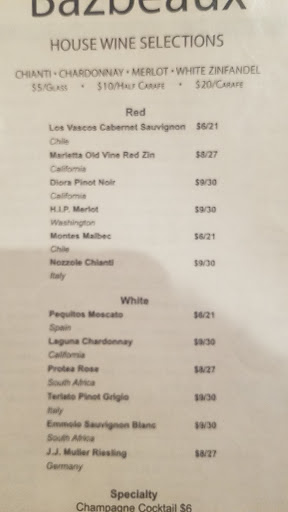 Bazbeaux
HOUSE WINE SELECTIONS
CHIANTI • CHARDONNAY • MERLOT • WHITE ZINFANDEL
$5/GLASS • $10/HALF CARAFE • $20/CARAFE
Red
Los Vascos Cabernet Sauvignon $6/21
Chile
Marietta Old Vine Red Zin $8/27
California
Diora Pinot Noir $9/30
California
H.I.P. Merlot $9/30
Washington
Montes Malbec $6/21
Chile
Nozzole Chianti $9/30
Italy
White
Pequitos Moscato $6/21
Spain
Laguna Chardonnay $9/30
California
Protea Rose $8/27
South Africa
Terlato Pinot Grigio $9/30
Italy
Emmolo Sauvignon Blanc $9/30
South Africa
J.J. Muller Riesling $8/27
Germany
Specialty
Champagne Cocktail $6